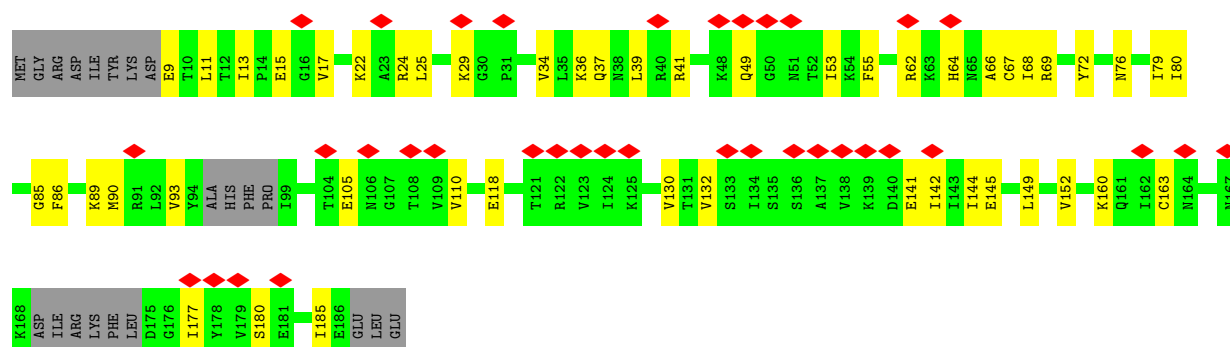 MET GLY ARG ASP ILE TYR LYS ASP E9 T10 L11 T12 I13 P14 E15 G16 V17 K22 A23 R24 L25 K29 G30 P31 V34 L35 K36 Q37 N38 L39 R40 R41 K48 Q49 G50 N51 T52 I53 K54 F55 R62 K63 H64 N65 A66 C67 I68 R69 Y72 N76 I79 I80
G85 F86 K89 M90 R91 L92 V93 Y94 ALA HIS PHE PRO I99 T104 E105 N106 G107 T108 V109 V110 E118 T121 R122 V123 I124 K125 V130 T131 V132 S133 I134 S135 S136 A137 V138 K139 D140 E141 I142 I143 I144 E145 L149 V152 K160 Q161 I162 C163 N164
K168 ASP ILE ARG LYS PHE LEU D175 G176 I177 Y178 V179 S180 E181 I185 E186 GLU LEU GLU